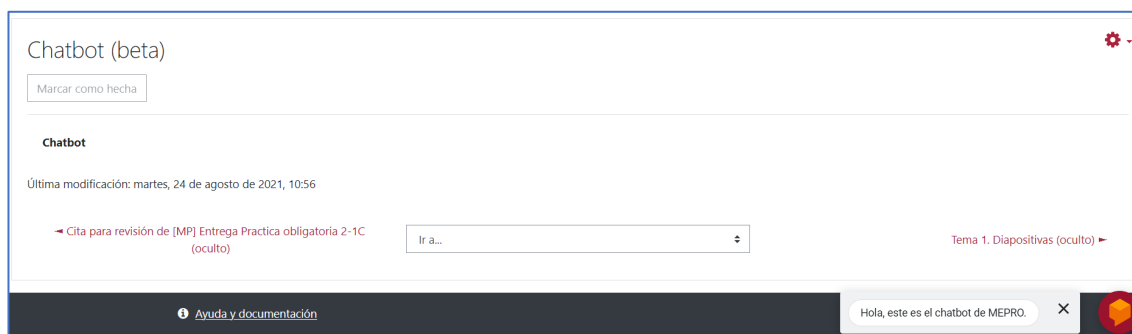 Chatbot (beta)
Marcar como hecha
Chatbot
Última modificación: martes, 24 de agosto de 2021, 10:56
◄ Cita para revisión de [MP] Entrega Practica obligatoria 2-1C
(oculto)
Ir a...
Tema 1. Diapositivas (oculto) ►
Ayuda y documentación
Hola, este es el chatbot de MEPRO.